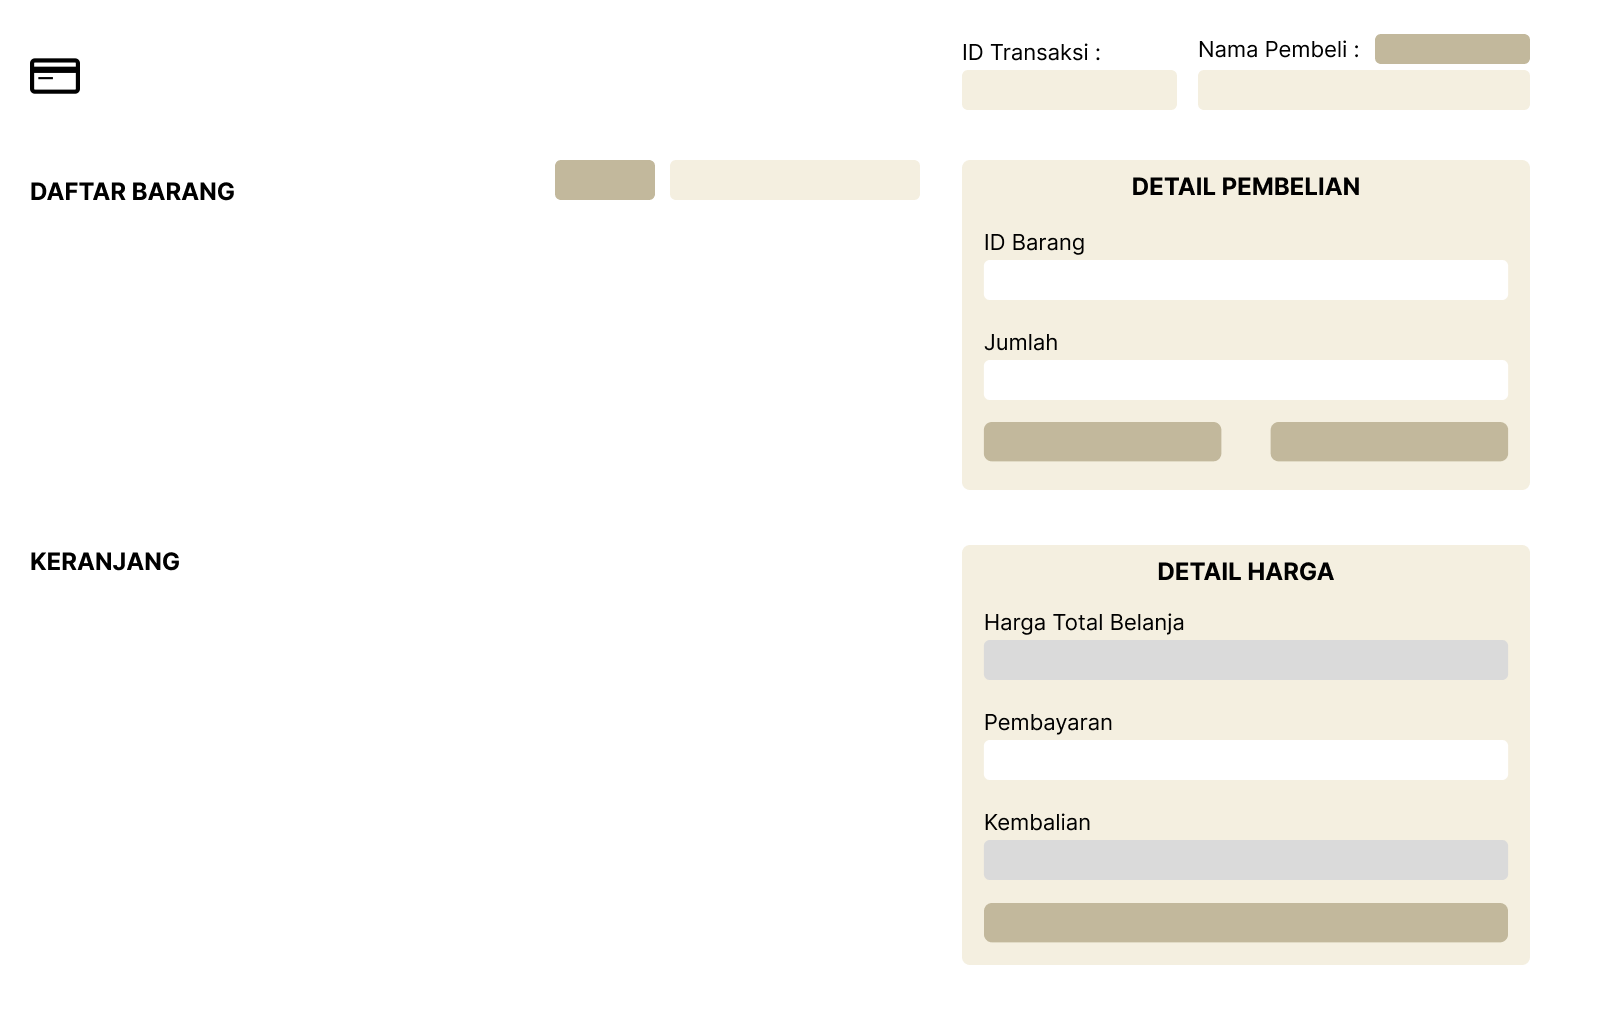 ID Transaksi :
Nama Pembeli :
DAFTAR BARANG
DETAIL PEMBELIAN
ID Barang
Jumlah
KERANJANG
DETAIL HARGA
Harga Total Belanja
Pembayaran
Kembalian